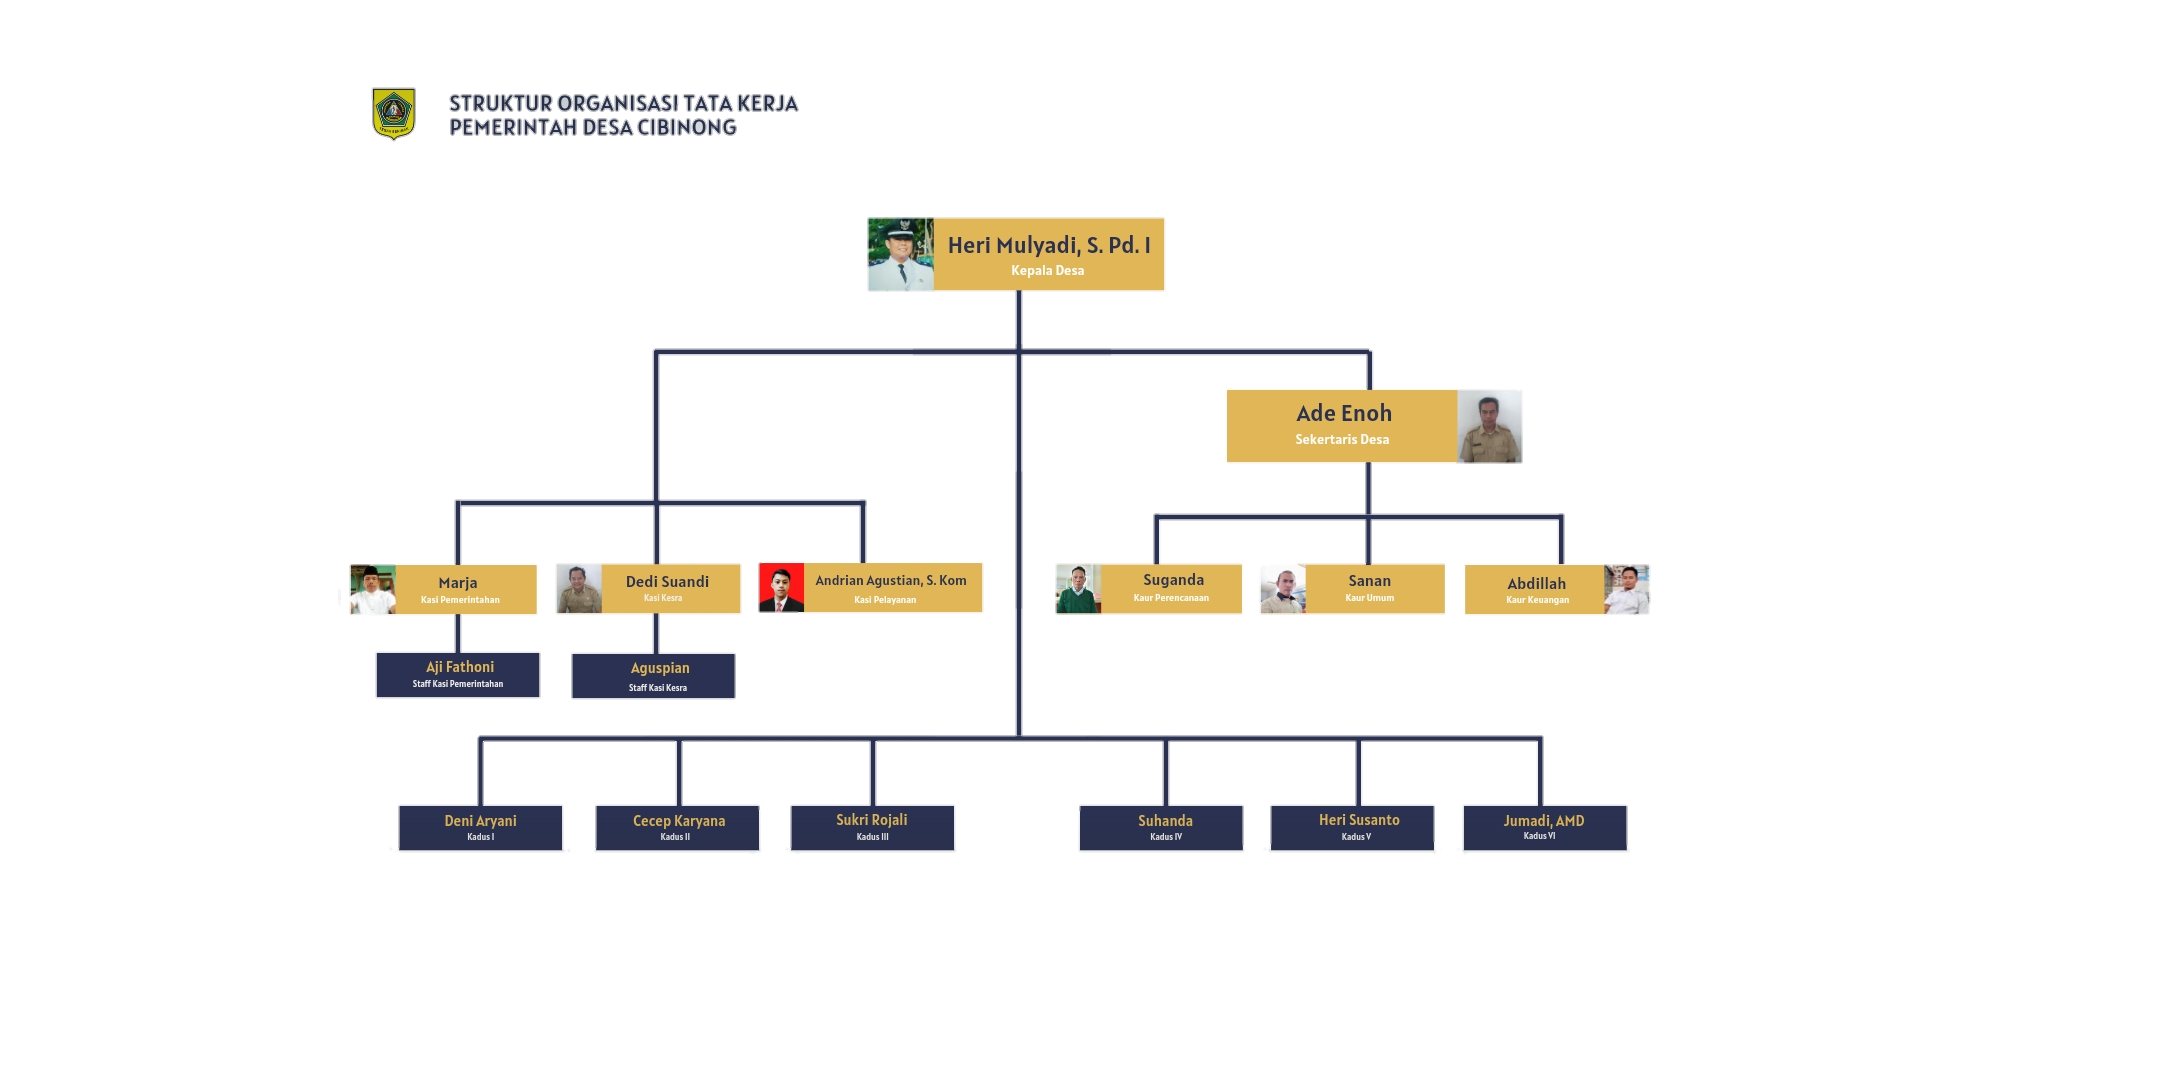 STRUKTUR ORGANISASI TATA KERJA
PEMERINTAH DESA CIBINONG
Heri Mulyadi, S. Pd. I
Kepala Desa
Ade Enoh
Sekertaris Desa
Marja
Kasi Pemerintahan
Dedi Suandi
Kasi Kesra
Andrian Agustian, S. Kom
Kasi Pelayanan
Suganda
Kaur Perencanaan
Sanan
Kaur Umum
Abdillah
Kaur Keuangan
Aji Fathoni
Staff Kasi Pemerintahan
Aguspian
Staff Kasi Kesra
Deni Aryani
Kadus I
Cecep Karyana
Kadus II
Sukri Rojali
Kadus III
Suhanda
Kadus IV
Heri Susanto
Kadus V
Jumadi, AMD
Kadus VI